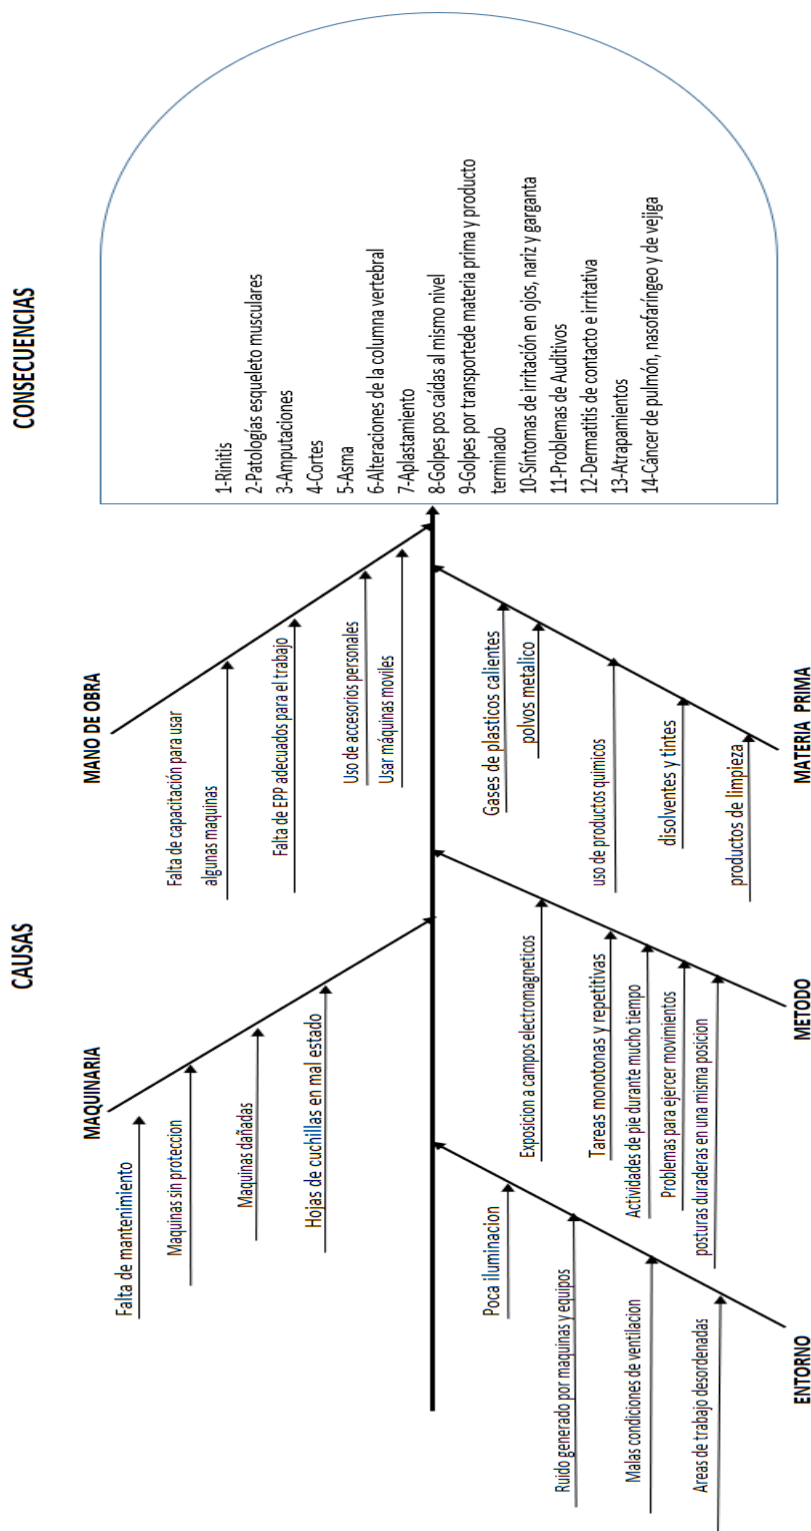 CAUSAS
CONSECUENCIAS
MAQUINARIA
Falta de mantenimiento
Maquinas sin proteccion
Maquinas dañadas
Hojas de cuchillas en mal estado
MANO DE OBRA
Falta de capacitación para usar
algunas maquinas
Falta de EPP adecuados para el trabajo
Uso de accesorios personales
Usar máquinas moviles
1-Rinitis
2-Patologías esqueleto musculares
3-Amputaciones
4-Cortes
5-Asma
6-Alteraciones de la columna vertebral
7-Aplastamiento
8-Golpes pos caídas al mismo nivel
9-Golpes por transportede materia prima y producto
terminado
10-Síntomas de irritación en ojos, nariz y garganta
11-Problemas de Auditivos
12-Dermatitis de contacto e irritativa
13-Atrapamientos
14-Cáncer de pulmón, nasofaríngeo y de vejiga
Poca iluminacion
Ruido generado por maquinas y equipos
Malas condiciones de ventilacion
Areas de trabajo desordenadas
ENTORNO
Exposicion a campos electromagneticos
Tareas monotonas y repetitivas
Actividades de pie durante mucho tiempo
Problemas para ejercer movimientos
posturas duraderas en una misma posicion
METODO
Gases de plasticos calientes
polvos metalico
uso de productos quimicos
disolventes y tintes
productos de limpieza
MATERIA PRIMA